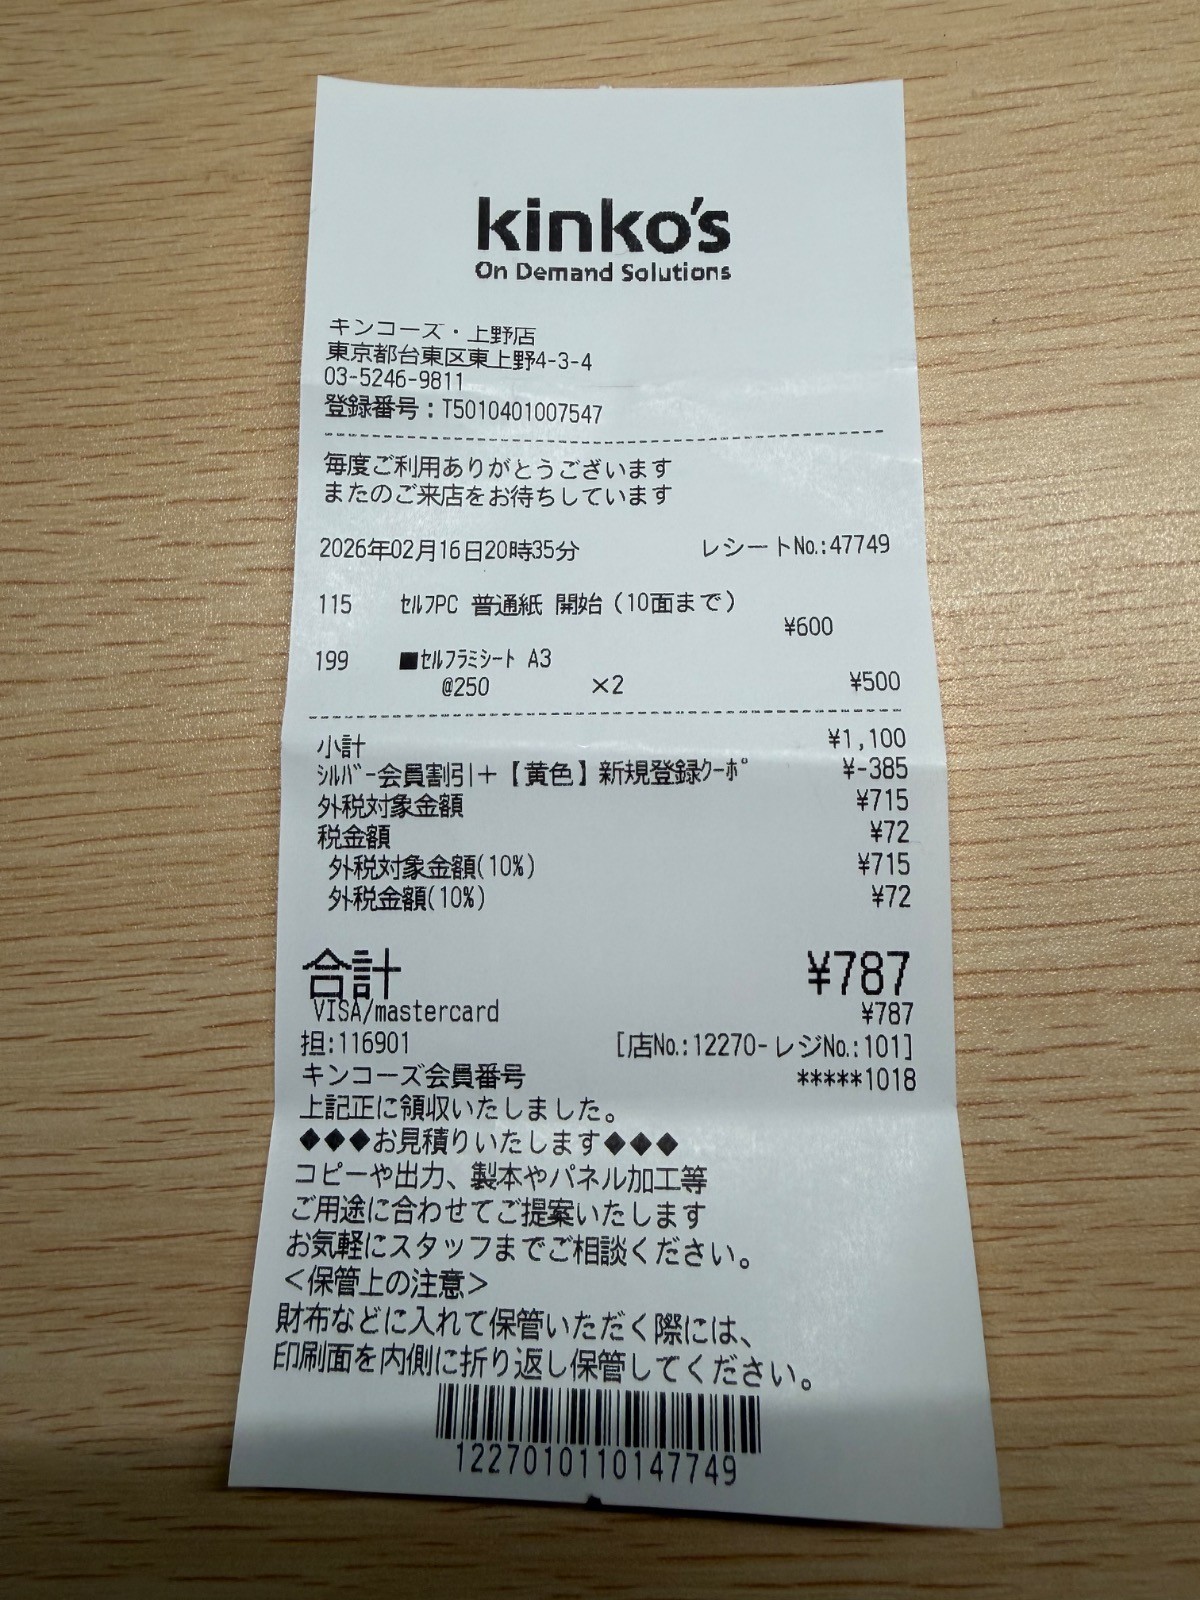 kinko's
On Demand Solutions
キンコーズ・上野店
東京都台東区東上野4-3-4
03-5246-9811
登録番号：T5010401007547
毎度ご利用ありがとうございます
またのご来店をお待ちしています
2026年02月16日20時35分 レシートNo.:47749
115 ｾﾙﾌPC 普通紙 開始（10面まで）
¥600
199 ■ｾﾙﾌﾗﾐｼｰﾄ A3
@250 ×2 ¥500
小計 ¥1,100
ｼﾙﾊﾞｰ会員割引＋【黄色】新規登録ｸｰﾎﾟ ¥-385
外税対象金額 ¥715
税金額 ¥72
外税対象金額(10%) ¥715
外税金額(10%) ¥72
合計 ¥787
VISA/mastercard ¥787
担:116901 [店No.:12270-レジNo.:101]
キンコーズ会員番号 *****1018
上記正に領収いたしました。
◆◆◆お見積りいたします◆◆◆
コピーや出力、製本やパネル加工等
ご用途に合わせてご提案いたします
お気軽にスタッフまでご相談ください。
＜保管上の注意＞
財布などに入れて保管いただく際には、
印刷面を内側に折り返し保管してください。
1227010110147749